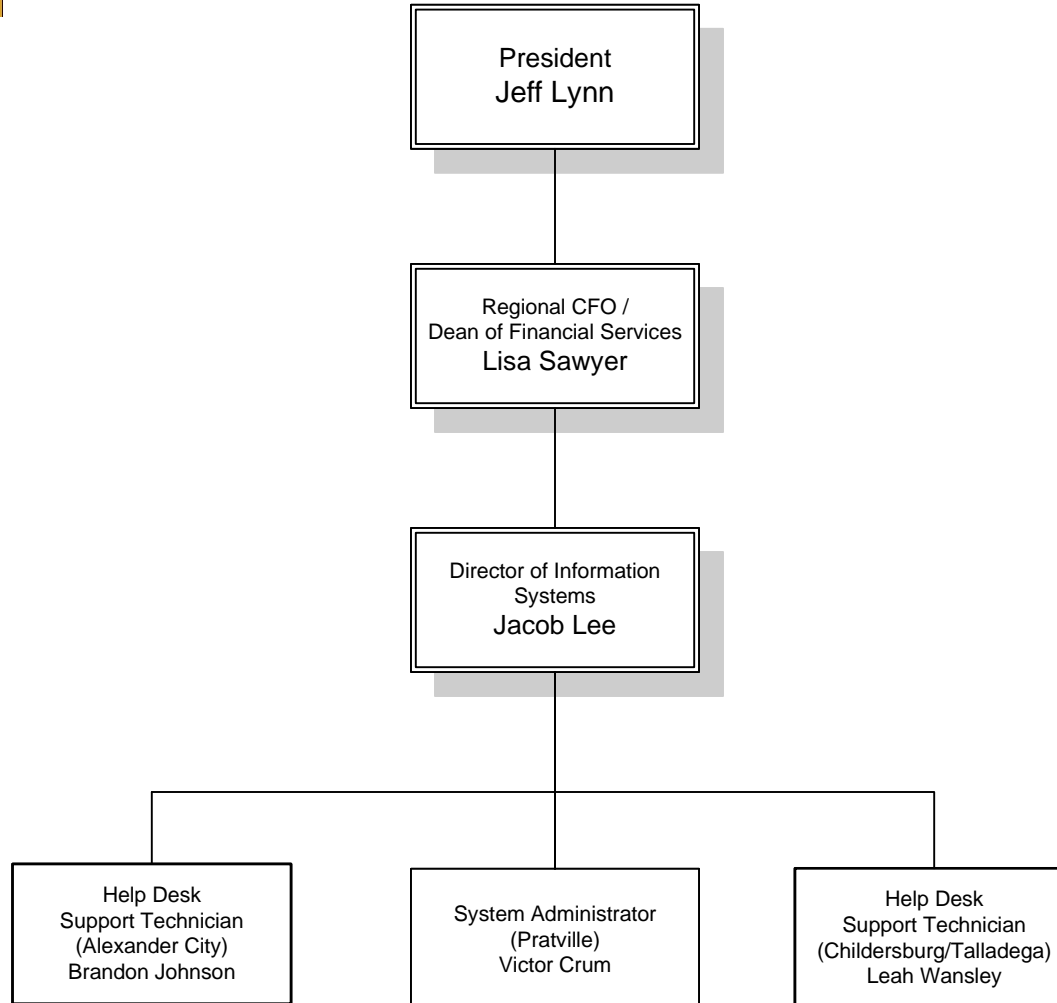 President
Jeff Lynn
Regional CFO /
Dean of Financial Services
Lisa Sawyer
Director of Information
Systems
Jacob Lee
Help Desk
Support Technician
(Alexander City)
Brandon Johnson
System Administrator
(Pratville)
Victor Crum
Help Desk
Support Technician
(Childersburg/Talladega)
Leah Wansley